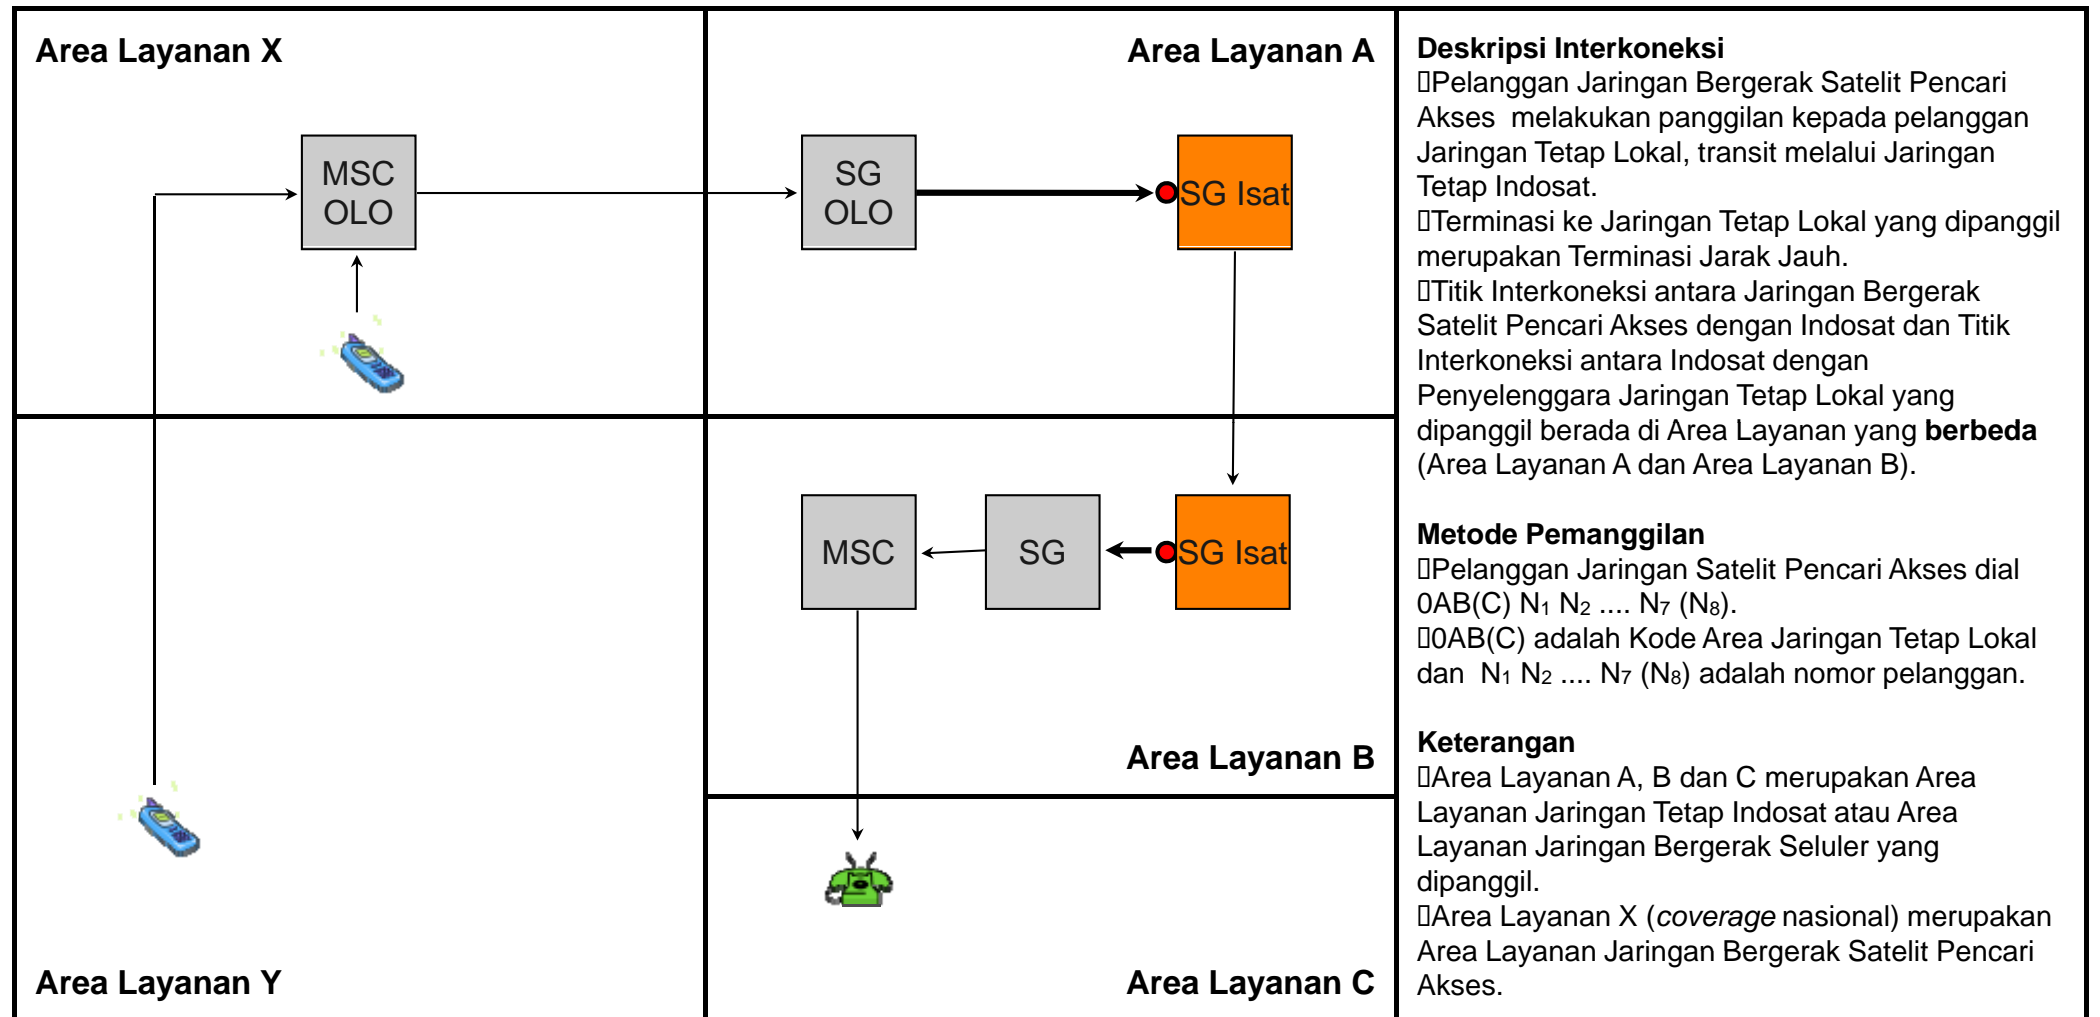 Area Layanan X
MSC
OLO
Area Layanan A
SG
OLO
SG Isat
MSC
SG
SG Isat
Area Layanan B
Area Layanan Y
Area Layanan C
Deskripsi Interkoneksi
▯Pelanggan Jaringan Bergerak Satelit Pencari
Akses melakukan panggilan kepada pelanggan
Jaringan Tetap Lokal, transit melalui Jaringan
Tetap Indosat.
▯Terminasi ke Jaringan Tetap Lokal yang dipanggil
merupakan Terminasi Jarak Jauh.
▯Titik Interkoneksi antara Jaringan Bergerak
Satelit Pencari Akses dengan Indosat dan Titik
Interkoneksi antara Indosat dengan
Penyelenggara Jaringan Tetap Lokal yang
dipanggil berada di Area Layanan yang berbeda
(Area Layanan A dan Area Layanan B).
Metode Pemanggilan
▯Pelanggan Jaringan Satelit Pencari Akses dial
0AB(C) N₁ N₂ .... N₇ (N₈).
▯0AB(C) adalah Kode Area Jaringan Tetap Lokal
dan N₁ N₂ .... N₇ (N₈) adalah nomor pelanggan.
Keterangan
▯Area Layanan A, B dan C merupakan Area
Layanan Jaringan Tetap Indosat atau Area
Layanan Jaringan Bergerak Seluler yang
dipanggil.
▯Area Layanan X (coverage nasional) merupakan
Area Layanan Jaringan Bergerak Satelit Pencari
Akses.